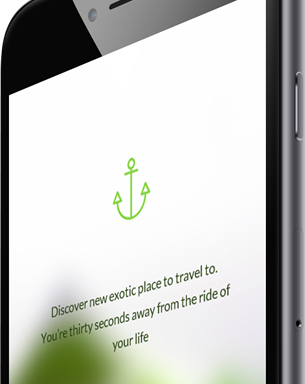 Discover new exotic place to travel to.
You're thirty seconds away from the ride of
your life